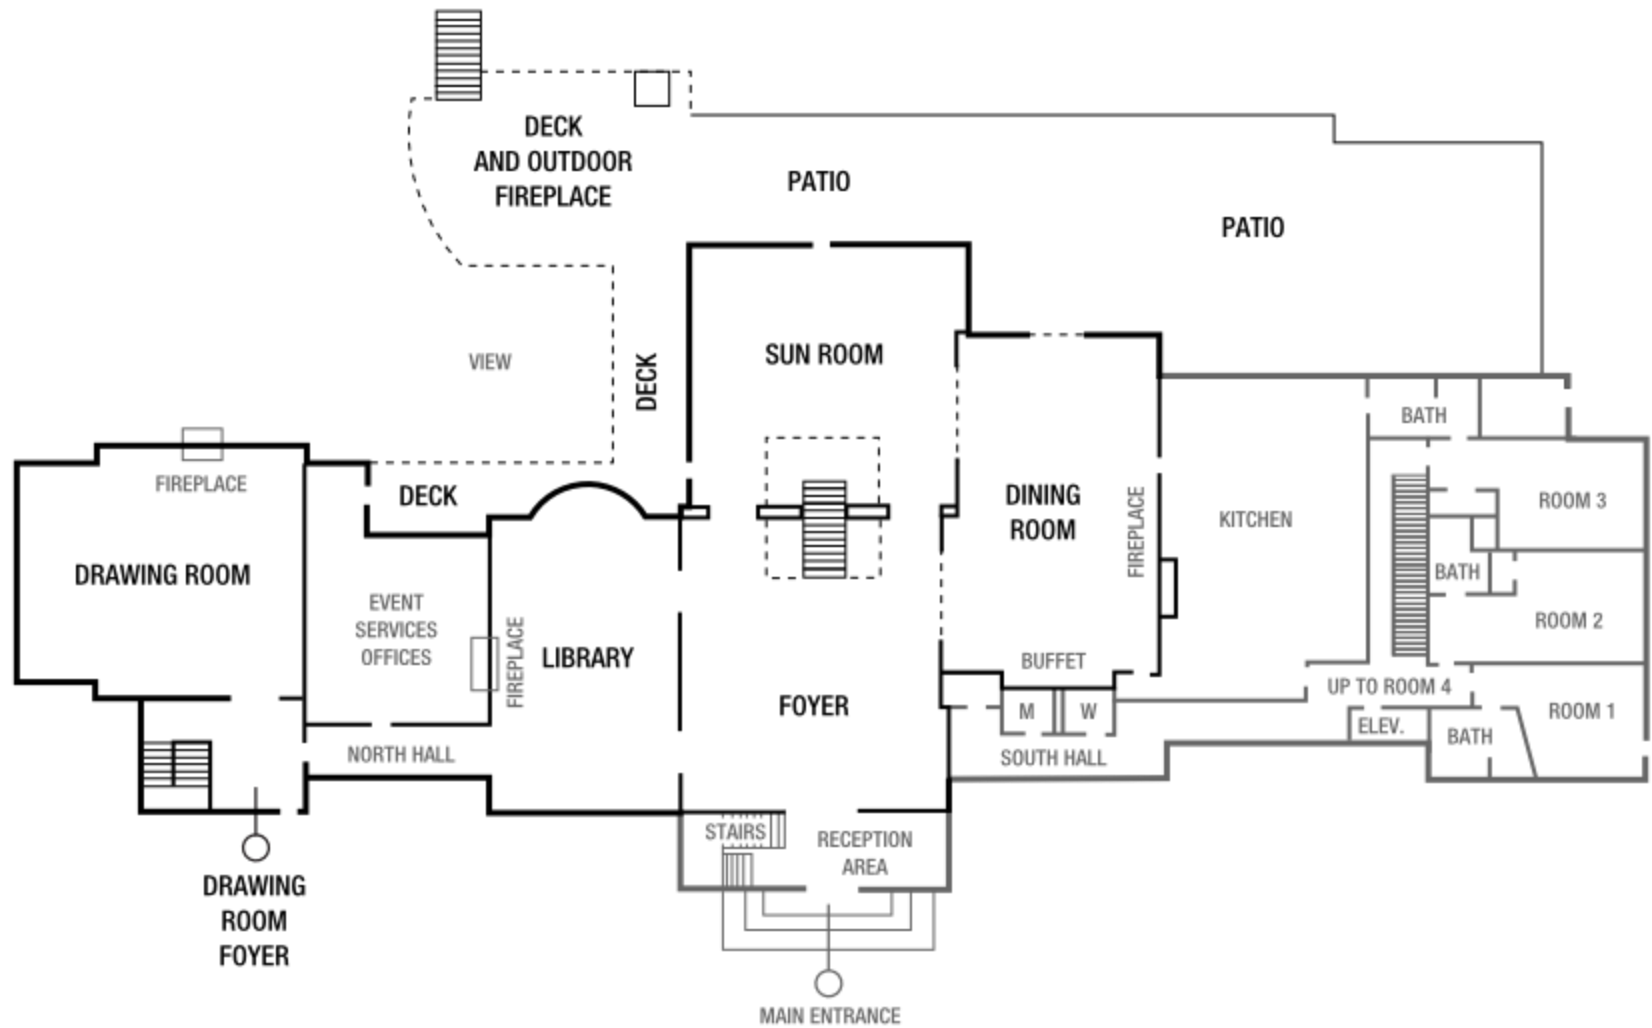 DECK
AND OUTDOOR
FIREPLACE
PATIO
PATIO
VIEW
DECK
SUN ROOM
BATH
FIREPLACE
DECK
DINING
ROOM
FIREPLACE
KITCHEN
ROOM 3
DRAWING ROOM
EVENT
SERVICES
OFFICES
FIREPLACE
LIBRARY
BATH
ROOM 2
BUFFET
FOYER
M
W
UP TO ROOM 4
ROOM 1
ELEV.
BATH
NORTH HALL
SOUTH HALL
STAIRS
RECEPTION
AREA
DRAWING
ROOM
FOYER
MAIN ENTRANCE